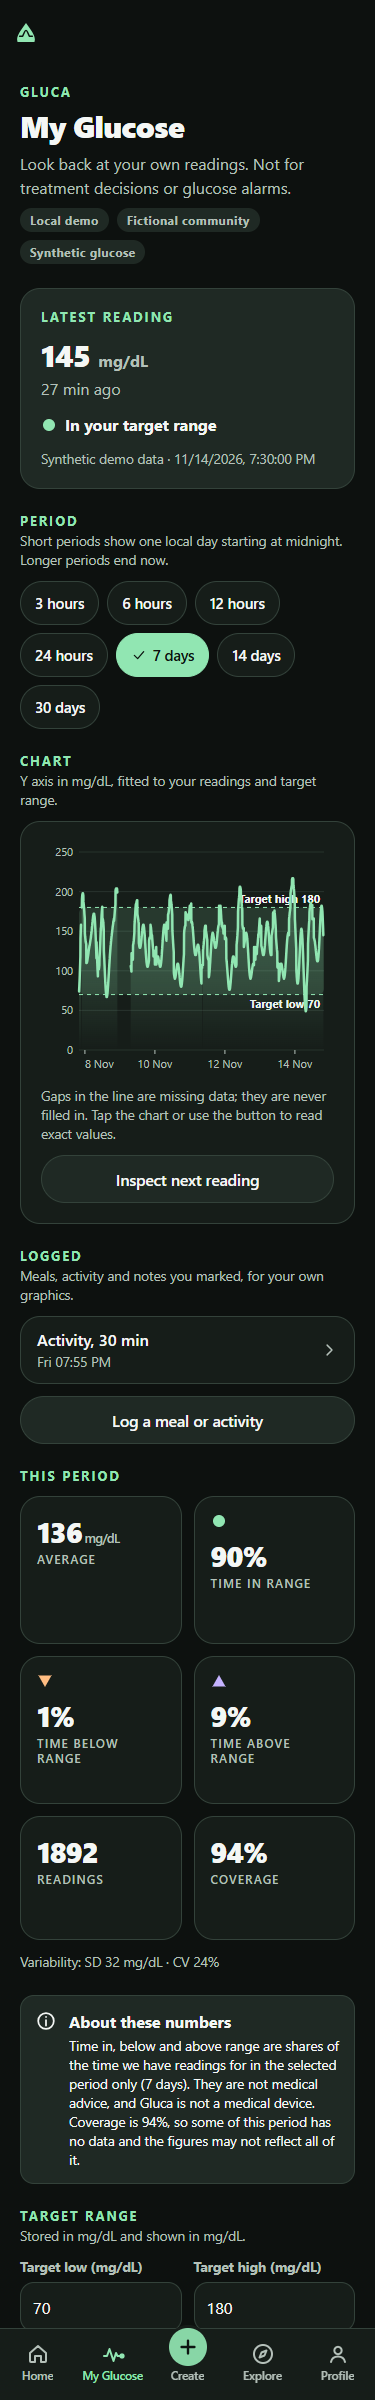 GLUCA
My Glucose
Look back at your own readings. Not for
treatment decisions or glucose alarms.
Local demo
Fictional community
Synthetic glucose
LATEST READING
145 mg/dL
27 min ago
In your target range
Synthetic demo data · 11/14/2026, 7:30:00 PM
PERIOD
Short periods show one local day starting at midnight.
Longer periods end now.
3 hours
6 hours
12 hours
24 hours
7 days
14 days
30 days
CHART
Y axis in mg/dL, fitted to your readings and target
range.
250
200
Target high 180
150
100
Target low 70
50
0
8 Nov
10 Nov
12 Nov
14 Nov
Gaps in the line are missing data; they are never
filled in. Tap the chart or use the button to read
exact values.
Inspect next reading
LOGGED
Meals, activity and notes you marked, for your own
graphics.
Activity, 30 min
Fri 07:55 PM
Log a meal or activity
THIS PERIOD
136 mg/dL
AVERAGE
90%
TIME IN RANGE
1%
TIME BELOW
RANGE
9%
TIME ABOVE
RANGE
1892
READINGS
94%
COVERAGE
Variability: SD 32 mg/dL · CV 24%
About these numbers
Time in, below and above range are shares of
the time we have readings for in the selected
period only (7 days). They are not medical
advice, and Gluca is not a medical device.
Coverage is 94%, so some of this period has
no data and the figures may not reflect all of
it.
TARGET RANGE
Stored in mg/dL and shown in mg/dL.
Target low (mg/dL)
Target high (mg/dL)
70
180
Home
My Glucose
Create
Explore
Profile